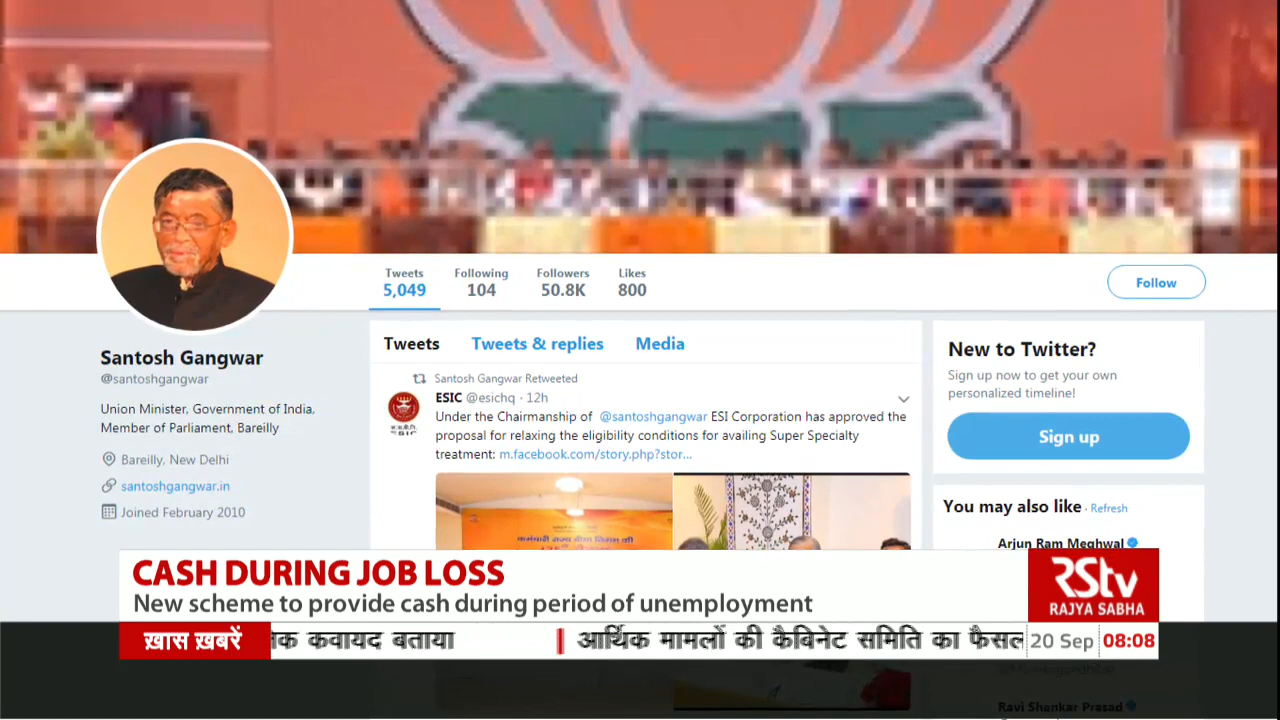 Tweets
5,049
Following
104
Followers
50.8K
Likes
800
Follow
Santosh Gangwar
@santoshgangwar
Union Minister, Government of India,
Member of Parliament, Bareilly
Bareilly, New Delhi
santoshgangwar.in
Joined February 2010
Tweets
Tweets & replies
Media
Santosh Gangwar Retweeted
ESIC @esichq · 12h
Under the Chairmanship of @santoshgangwar ESI Corporation has approved the
proposal for relaxing the eligibility conditions for availing Super Specialty
treatment: m.facebook.com/story.php?stor...
कर्मचारी राज्य बीमा निगम की
New to Twitter?
Sign up now to get your own
personalized timeline!
Sign up
You may also like · Refresh
Arjun Ram Meghwal
CASH DURING JOB LOSS
New scheme to provide cash during period of unemployment
RStv
RAJYA SABHA
ख़ास ख़बरें
कवायद बताया
| आर्थिक मामलों की कैबिनेट समिति का फैसल
20 Sep
08:08
Ravi Shankar Prasad